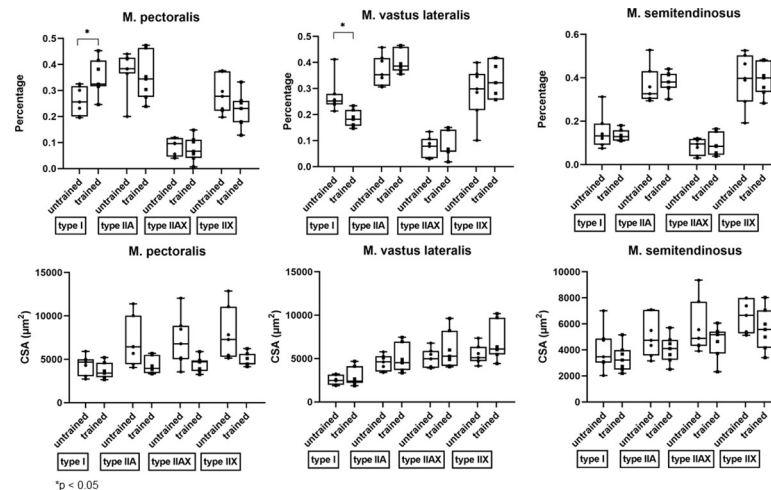 M. pectoralis
M. vastus lateralis
M. semitendinosus
Percentage
0.5
0.4
0.3
0.2
0.1
0.0
*
untrained trained untrained trained untrained trained untrained trained
type I type IIA type IIAX type IIX
Percentage
0.5
0.4
0.3
0.2
0.1
0.0
*
untrained trained untrained trained untrained trained untrained trained
type I type IIA type IIAX type IIX
Percentage
0.6
0.4
0.2
0.0
untrained trained untrained trained untrained trained untrained trained
type I type IIA type IIAX type IIX
M. pectoralis
M. vastus lateralis
M. semitendinosus
CSA (µm²)
15000
10000
5000
0
untrained trained untrained trained untrained trained untrained trained
type I type IIA type IIAX type IIX
CSA (µm²)
15000
10000
5000
0
untrained trained untrained trained untrained trained untrained trained
type I type IIA type IIAX type IIX
CSA (µm²)
10000
8000
6000
4000
2000
0
untrained trained untrained trained untrained trained untrained trained
type I type IIA type IIAX type IIX
*p < 0.05